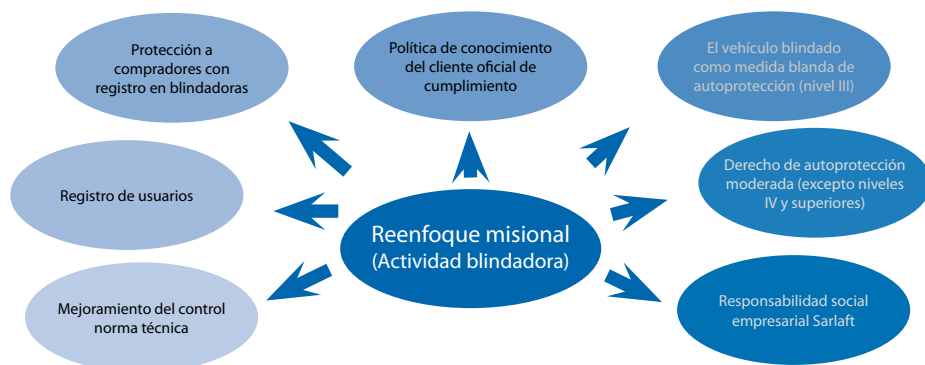 Protección a
compradores con
registro en blindadoras
Política de conocimiento
del cliente oficial de
cumplimiento
El vehículo blindado
como medida blanda de
autoprotección (nivel III)
Registro de usuarios
Derecho de autoprotección
moderada (excepto niveles
IV y superiores)
Reenfoque misional
(Actividad blindadora)
Mejoramiento del control
norma técnica
Responsabilidad social
empresarial Sarlaft